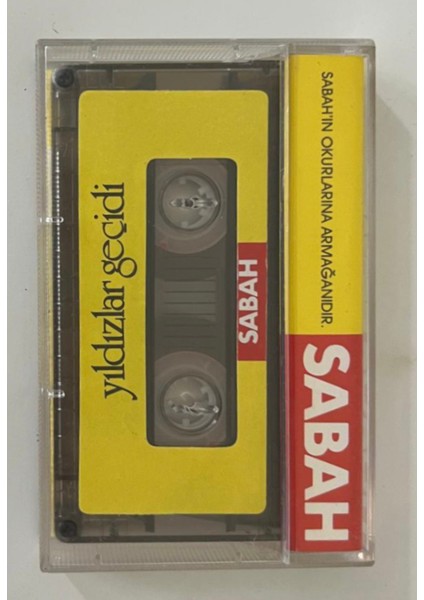 yıldızlar geçidi
SABAH
SABAH'IN OKURLARINA ARMAĞANIDIR.
SABAH